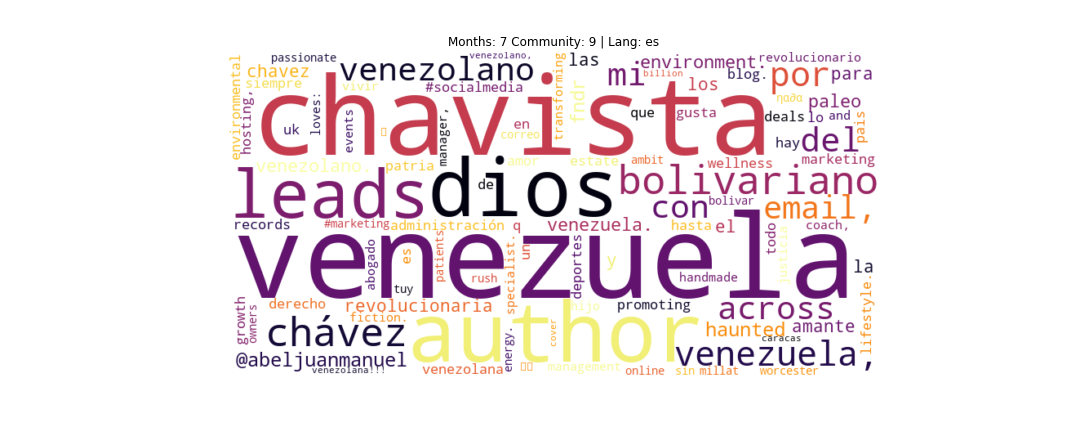 Months: 7 Community: 9 | Lang: es
passionate venezolano, las environment. revolucionario
chavez venezolano mi billion blog. por para
siempre vivir #socialmedia transforming fndr los ηαδη paleo
environmental hosting, chavista deals lo and
uk loves: events manager, en correo que gusta hay del pais
venezolano. patria amor estate ambit wellness marketing
leads dios de bolivariano
con bolivar email,
records #marketing administración q venezuela. hasta el todo coach,
venezuela
abogado es patients rush specialist. un deportes y handmade justicia la
tuy
derecho revolucionaria hijo promoting across
growth owners fiction. author haunted amante lifestyle.
chávez energy. cover caracas
@abeljuanmanuel venezuela,
venezolana!!! venezolana management online sin millat worcester